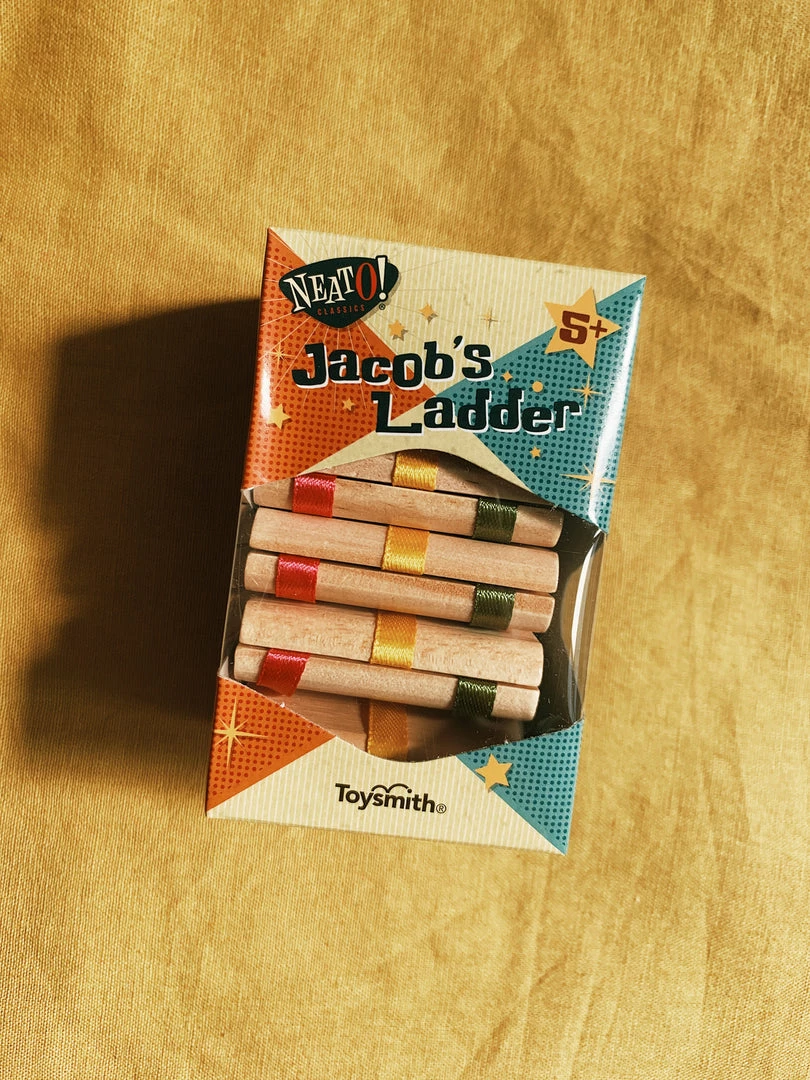 NEATO!
CLASSICS®
5+
Jacob's
Ladder
Toysmith®